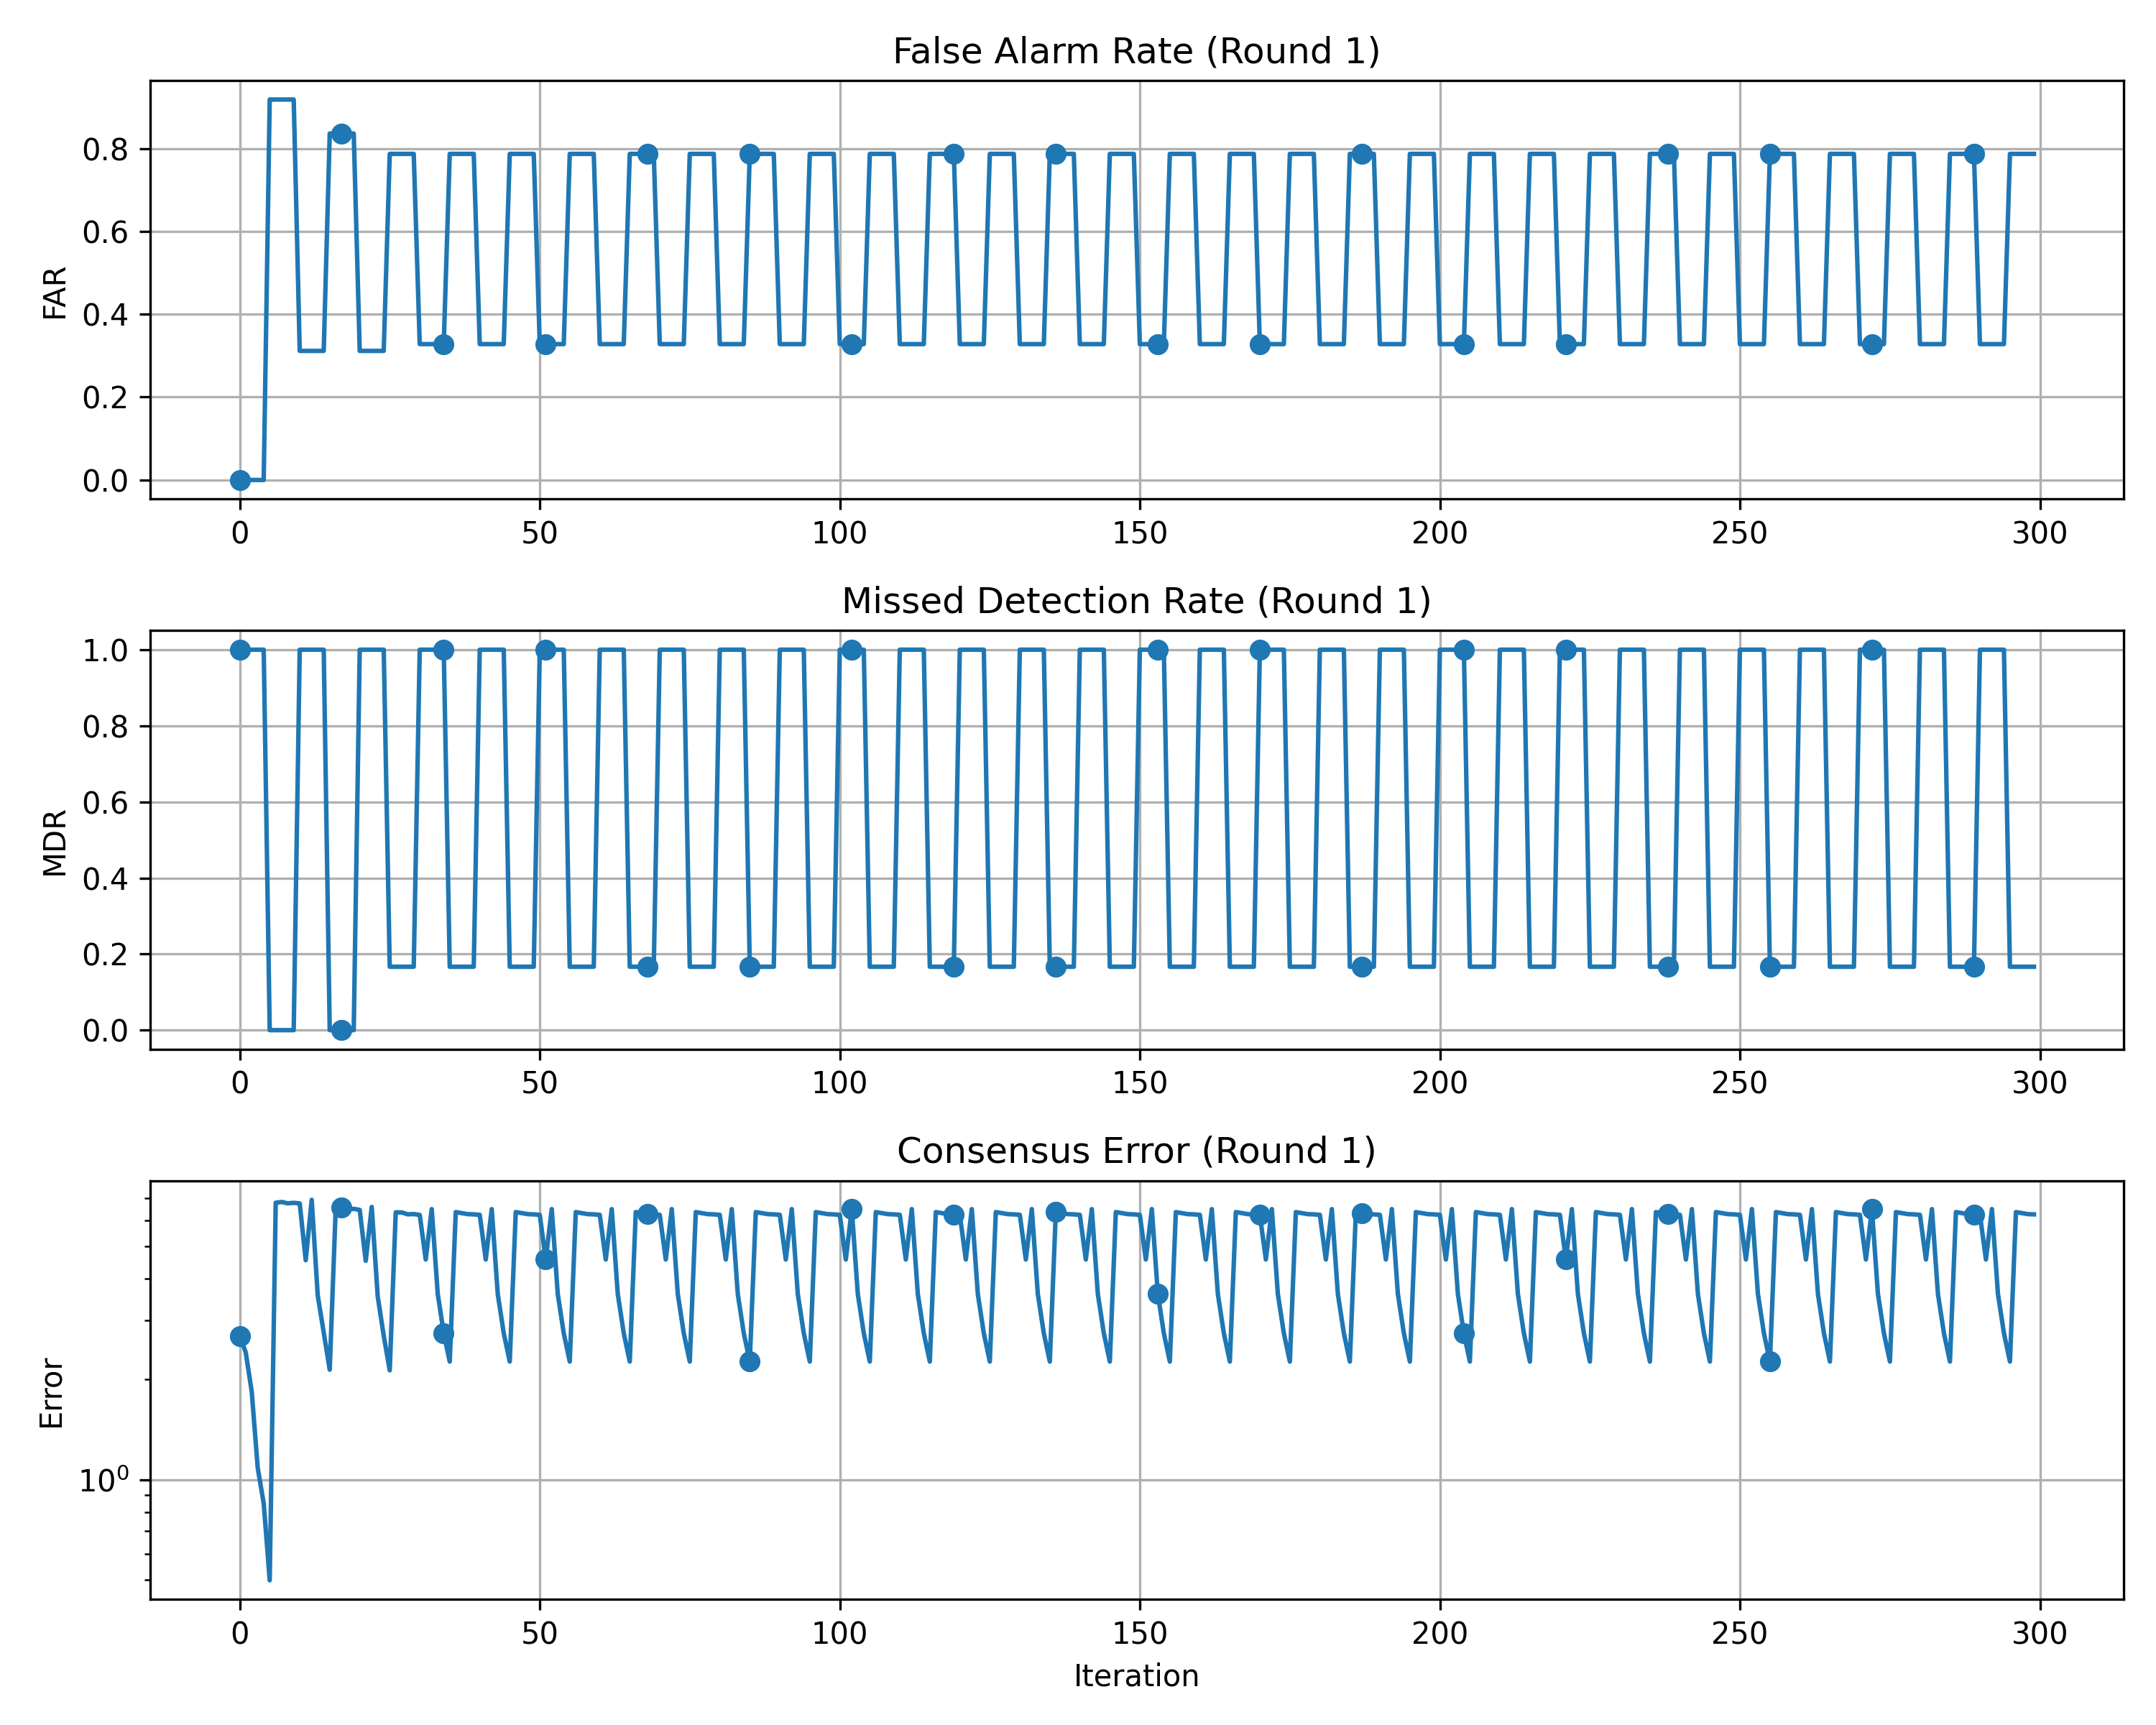 False Alarm Rate (Round 1)
FAR
0.8
0.6
0.4
0.2
0.0
0 50 100 150 200 250 300
Missed Detection Rate (Round 1)
MDR
1.0
0.8
0.6
0.4
0.2
0.0
0 50 100 150 200 250 300
Consensus Error (Round 1)
Error
10⁰
0 50 100 150 200 250 300
Iteration